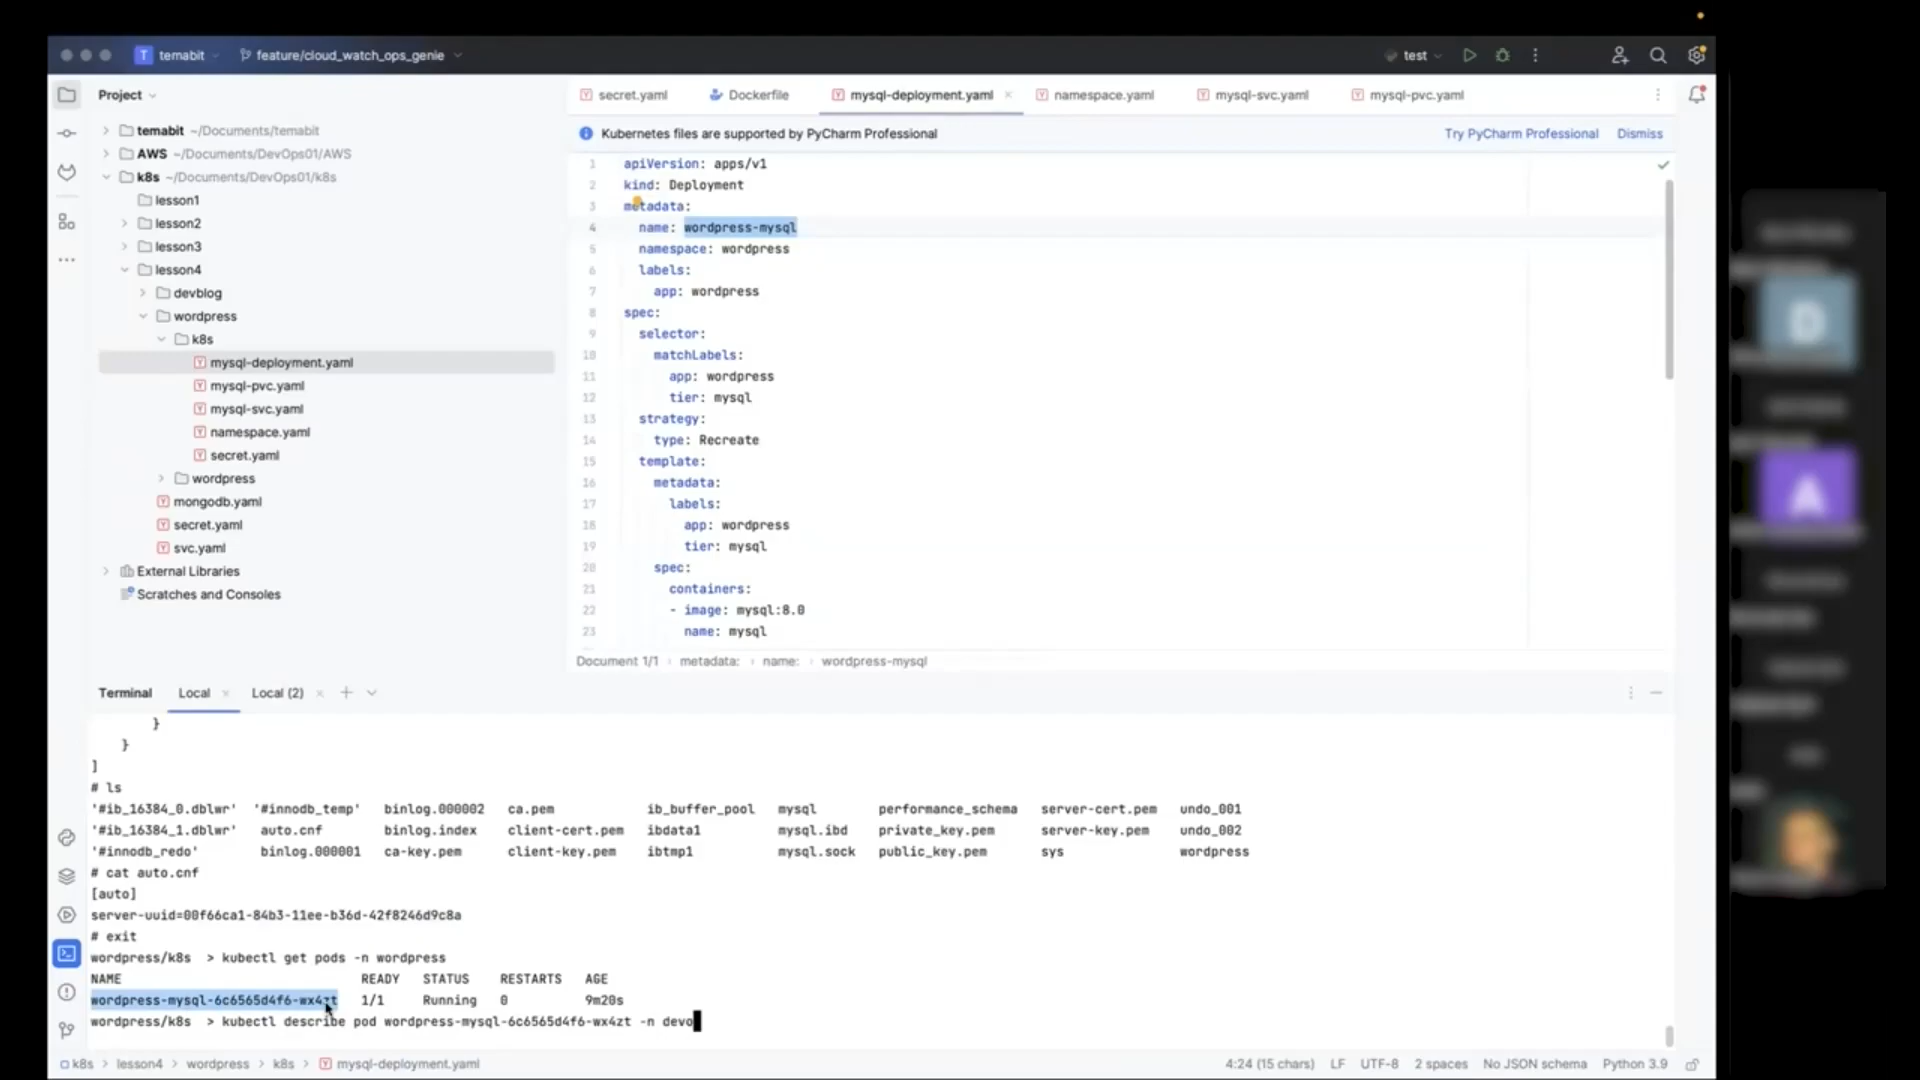 temabit
feature/cloud_watch_ops_genie
test
Project
secret.yaml
Dockerfile
mysql-deployment.yaml
namespace.yaml
mysql-svc.yaml
mysql-pvc.yaml
Kubernetes files are supported by PyCharm Professional
Try PyCharm Professional
Dismiss
temabit ~/Documents/temabit
AWS ~/Documents/DevOps01/AWS
k8s ~/Documents/DevOps01/k8s
lesson1
lesson2
lesson3
lesson4
devblog
wordpress
k8s
mysql-deployment.yaml
mysql-pvc.yaml
mysql-svc.yaml
namespace.yaml
secret.yaml
wordpress
mongodb.yaml
secret.yaml
svc.yaml
External Libraries
Scratches and Consoles
1 apiVersion: apps/v1
2 kind: Deployment
3 metadata:
4 name: wordpress-mysql
5 namespace: wordpress
6 labels:
7 app: wordpress
8 spec:
9 selector:
10 matchLabels:
11 app: wordpress
12 tier: mysql
13 strategy:
14 type: Recreate
15 template:
16 metadata:
17 labels:
18 app: wordpress
19 tier: mysql
20 spec:
21 containers:
22 - image: mysql:8.0
23 name: mysql
Document 1/1 › metadata: › name: › wordpress-mysql
Terminal
Local
Local (2)
}
}
]
# ls
'#ib_16384_0.dblwr' '#innodb_temp' binlog.000002 ca.pem ib_buffer_pool mysql performance_schema server-cert.pem undo_001
'#ib_16384_1.dblwr' auto.cnf binlog.index client-cert.pem ibdata1 mysql.ibd private_key.pem server-key.pem undo_002
'#innodb_redo' binlog.000001 ca-key.pem client-key.pem ibtmp1 mysql.sock public_key.pem sys wordpress
# cat auto.cnf
[auto]
server-uuid=00f66ca1-84b3-11ee-b36d-42f8246d9c8a
# exit
wordpress/k8s > kubectl get pods -n wordpress
NAME READY STATUS RESTARTS AGE
wordpress-mysql-6c6565d4f6-wx4zt 1/1 Running 0 9m20s
wordpress/k8s > kubectl describe pod wordpress-mysql-6c6565d4f6-wx4zt -n devo
k8s > lesson4 > wordpress > k8s > mysql-deployment.yaml
4:24 (15 chars)
LF
UTF-8
2 spaces
No JSON schema
Python 3.9
D
A